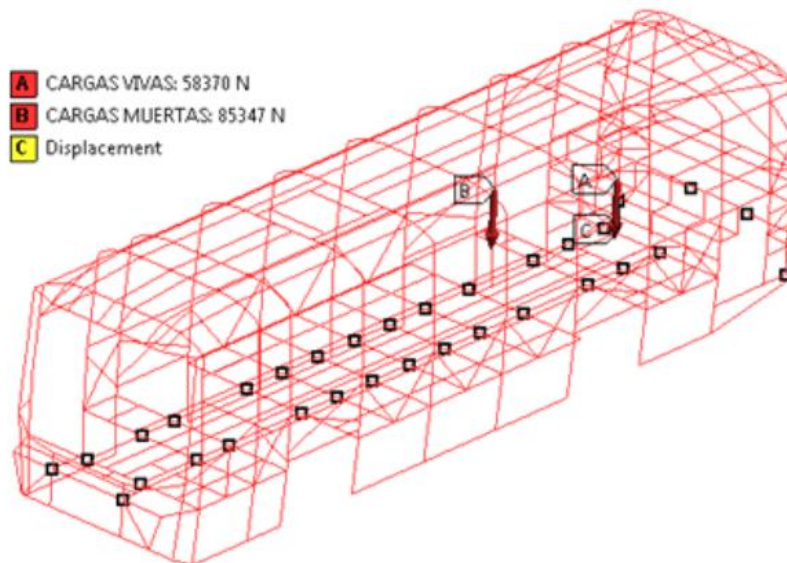 A CARGAS VIVAS: 58370 N
B CARGAS MUERTAS: 85347 N
C Displacement
B
A
C